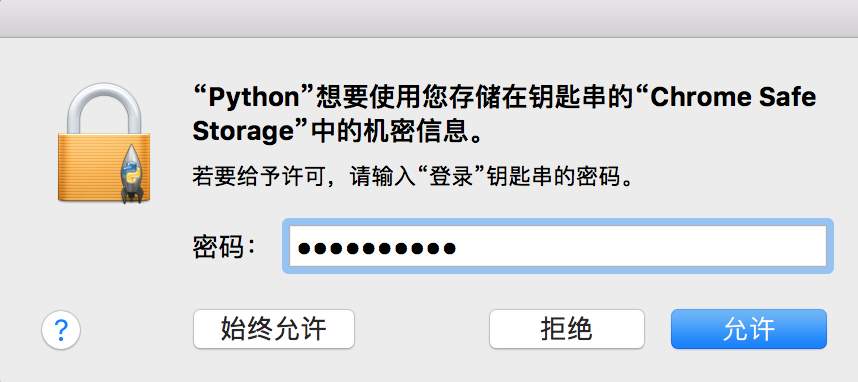 “Python”想要使用您存储在钥匙串的“Chrome Safe
Storage”中的机密信息。
若要给予许可，请输入“登录”钥匙串的密码。
密码： ●●●●●●●●●●
? 始终允许 拒绝 允许